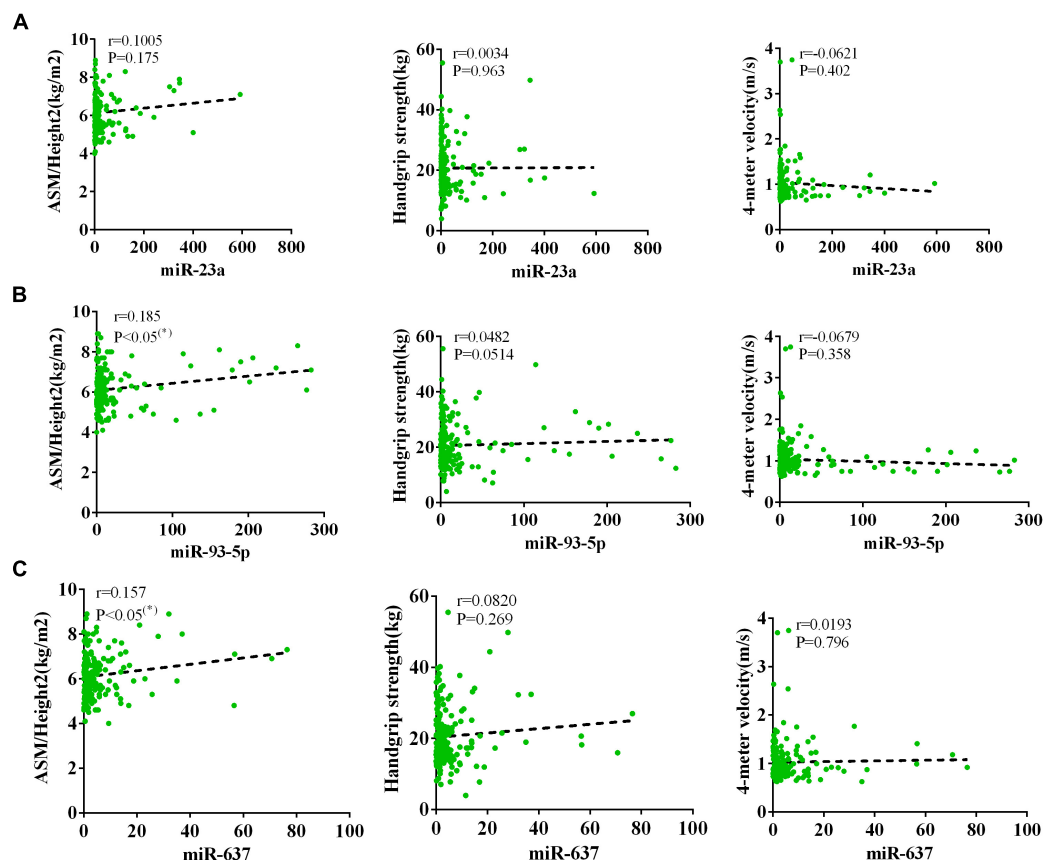 A
r=0.1005
P=0.175
ASM/Height2(kg/m2)
10
8
6
4
2
0
0 200 400 600 800
miR-23a
r=0.0034
P=0.963
Handgrip strength(kg)
60
40
20
0
0 200 400 600 800
miR-23a
r=-0.0621
P=0.402
4-meter velocity(m/s)
4
3
2
1
0
0 200 400 600 800
miR-23a
B
r=0.185
P<0.05(*)
ASM/Height2(kg/m2)
10
8
6
4
2
0
0 100 200 300
miR-93-5p
r=0.0482
P=0.0514
Handgrip strength(kg)
60
40
20
0
0 100 200 300
miR-93-5p
r=-0.0679
P=0.358
4-meter velocity(m/s)
4
3
2
1
0
0 100 200 300
miR-93-5p
C
r=0.157
P<0.05(*)
ASM/Height2(kg/m2)
10
8
6
4
2
0
0 20 40 60 80 100
miR-637
r=0.0820
P=0.269
Handgrip strength(kg)
60
40
20
0
0 20 40 60 80 100
miR-637
r=0.0193
P=0.796
4-meter velocity(m/s)
4
3
2
1
0
0 20 40 60 80 100
miR-637